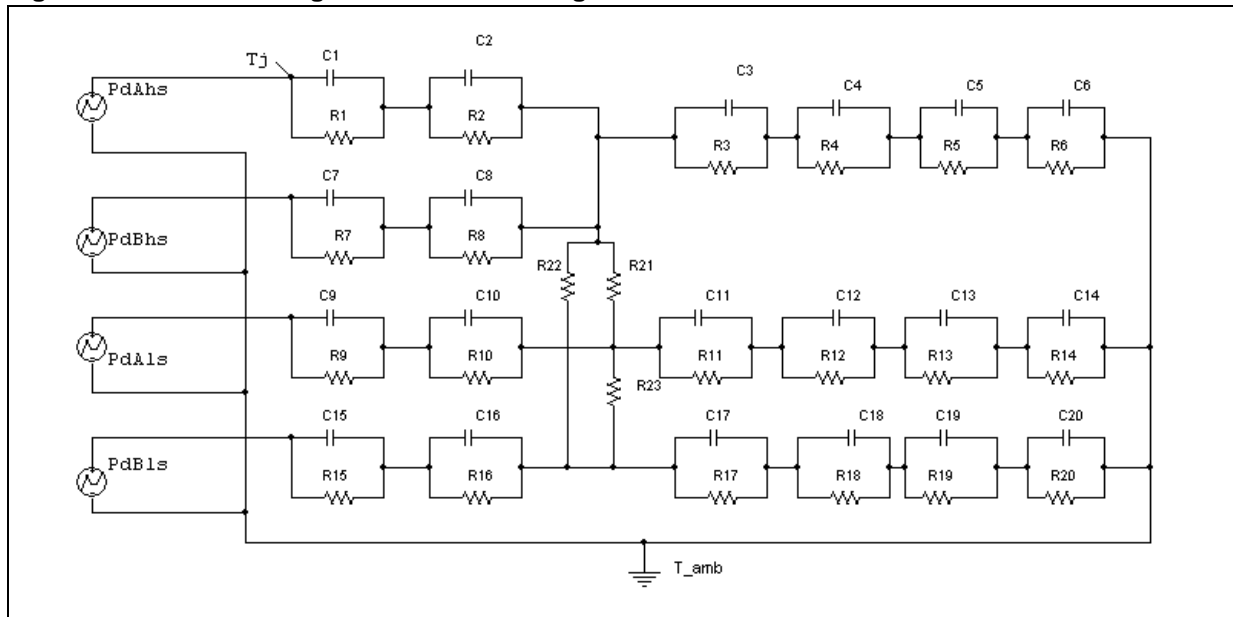 Tj
C1
C2
PdAhs
R1
R2
C3
C4
C5
C6
R3
R4
R5
R6
C7
C8
PdBhs
R7
R8
R22
R21
C9
C10
C11
C12
C13
C14
PdAls
R9
R10
R11
R12
R13
R14
R23
C15
C16
C17
C18
C19
C20
PdBls
R15
R16
R17
R18
R19
R20
T_amb